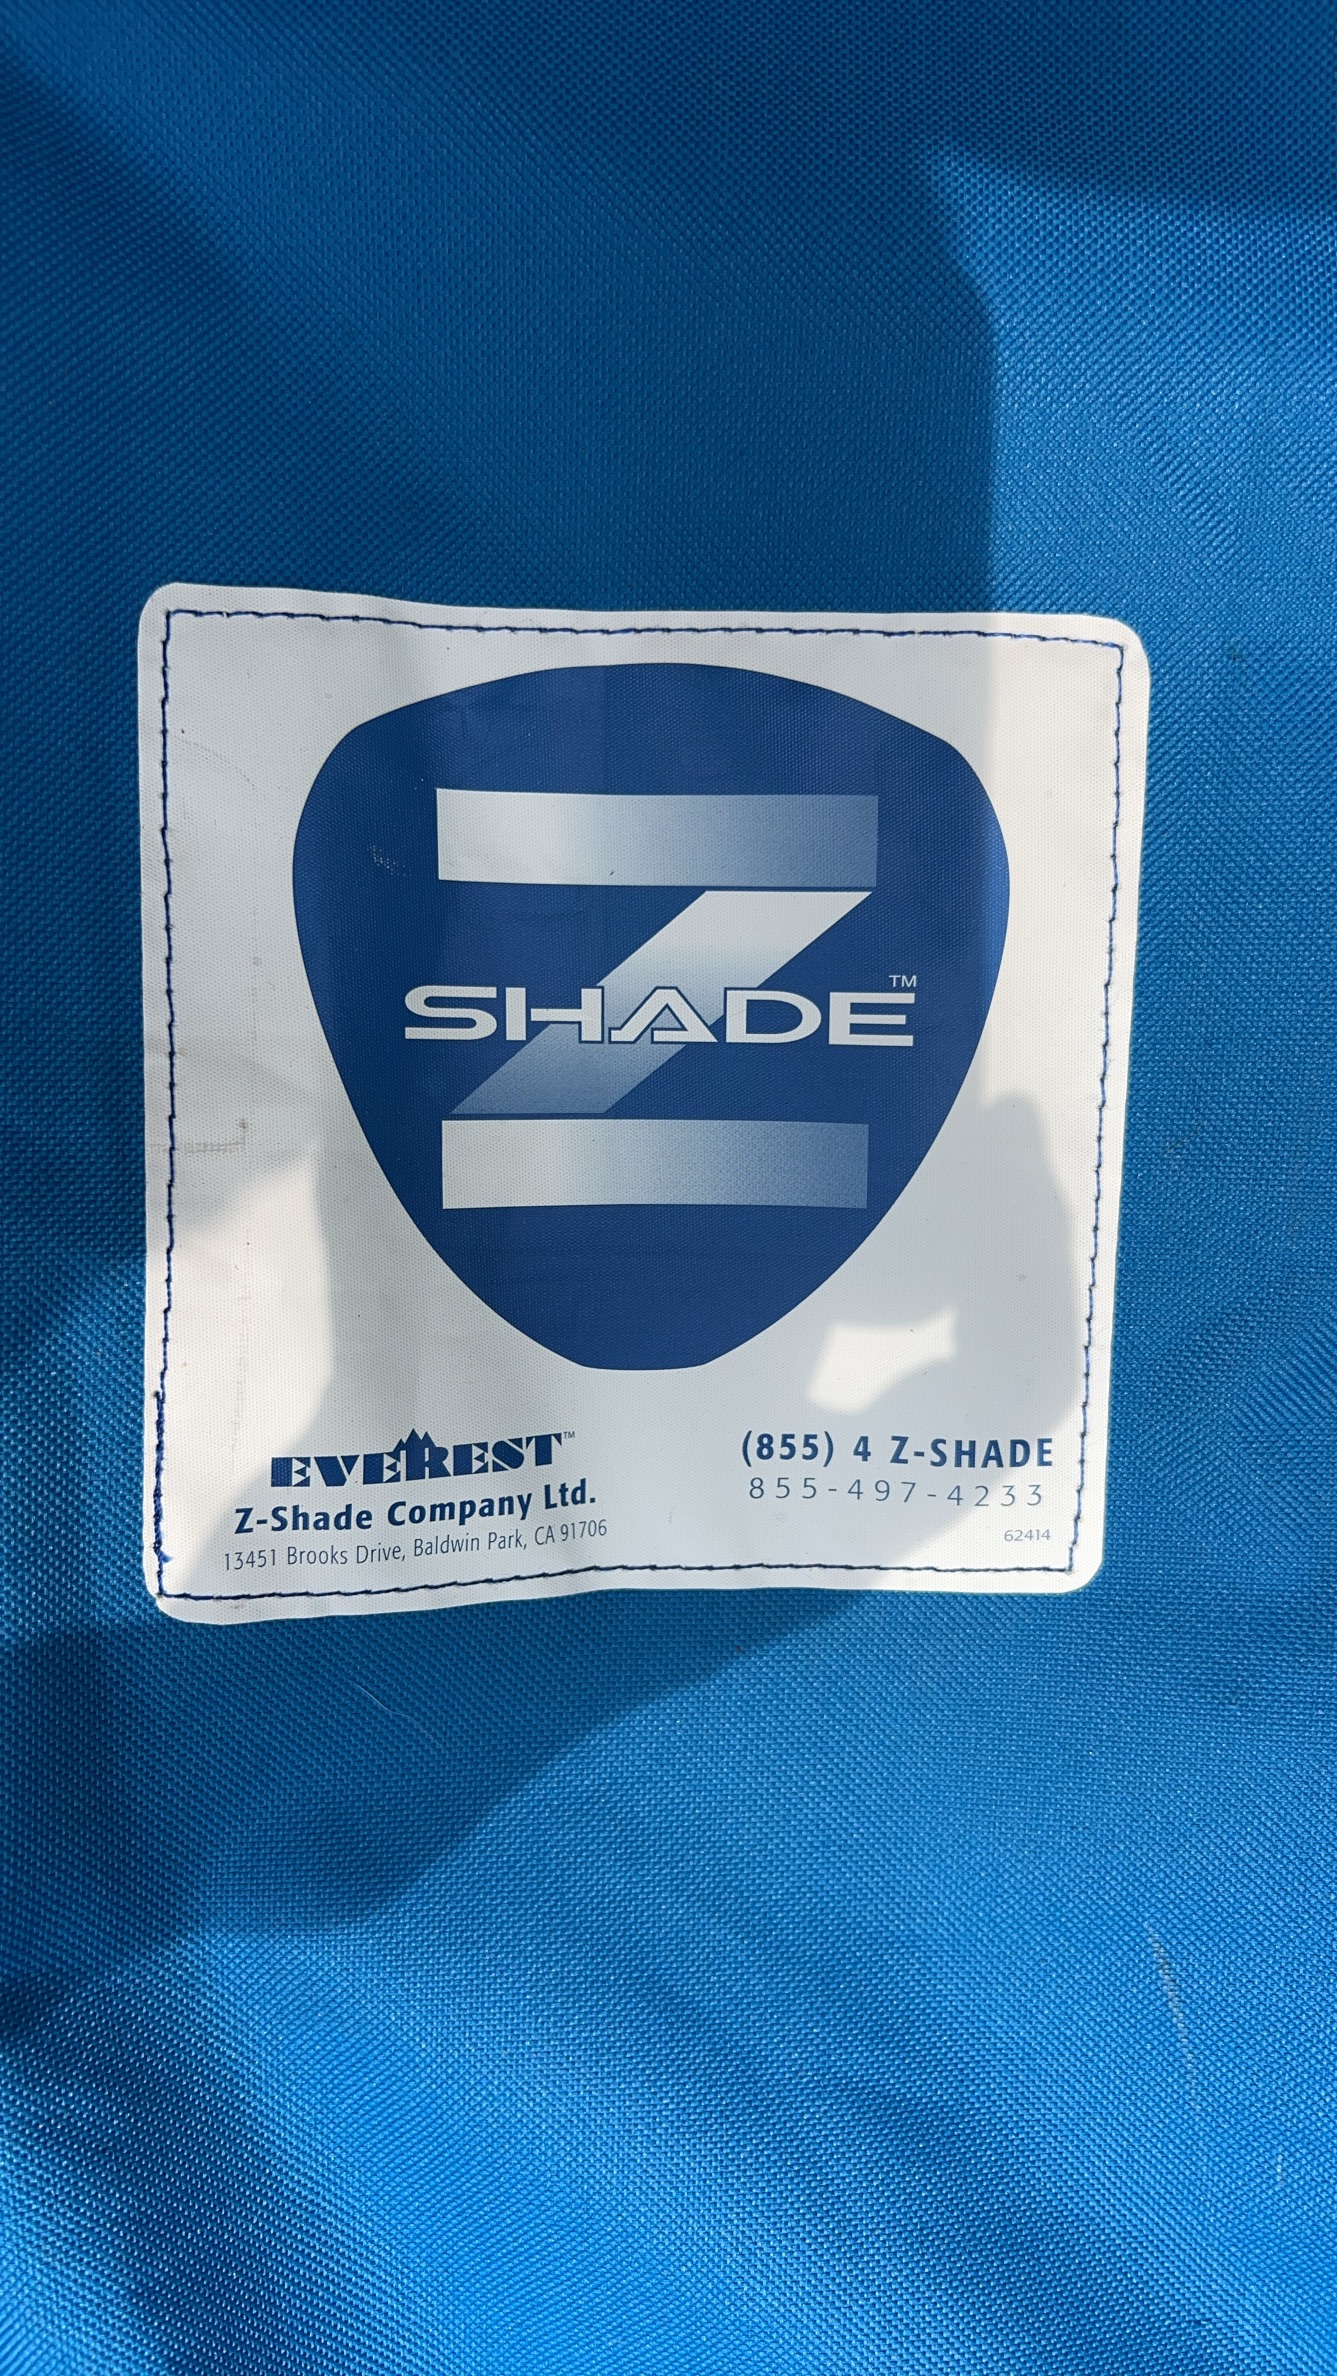 Z
SHADE™
EVEREST™
Z-Shade Company Ltd.
13451 Brooks Drive, Baldwin Park, CA 91706
(855) 4 Z-SHADE
855-497-4233
62414